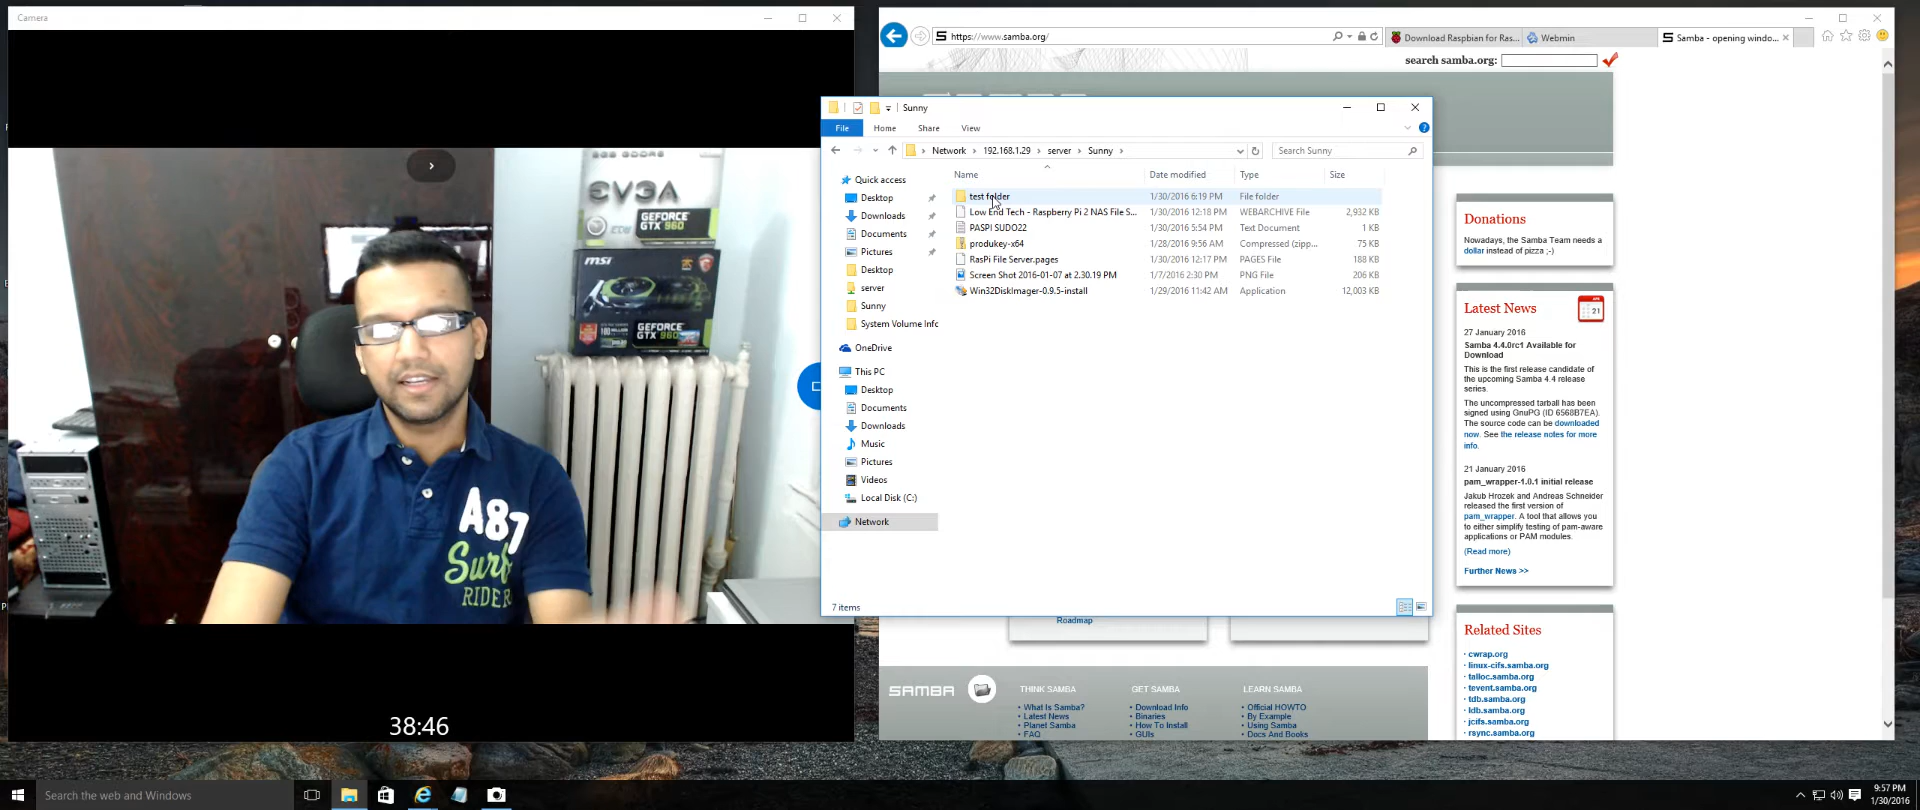 Camera
EVGA
GEFORCE
GTX 960
msi
GEFORCE
GTX 960
A87
Surf
RIDER
38:46
https://www.samba.org/
Download Raspbian for Ras...
Webmin
Samba - opening windo...
search samba.org:
Sunny
File
Home
Share
View
Network
192.168.1.29
server
Sunny
Search Sunny
Quick access
Desktop
Downloads
Documents
Pictures
Desktop
server
Sunny
System Volume Infc
OneDrive
This PC
Desktop
Documents
Downloads
Music
Pictures
Videos
Local Disk (C:)
Network
Name Date modified Type Size
test folder 1/30/2016 6:19 PM File folder
Low End Tech - Raspberry Pi 2 NAS File S... 1/30/2016 12:18 PM WEBARCHIVE File 2,932 KB
PASPI SUDO22 1/30/2016 5:54 PM Text Document 1 KB
produkey-x64 1/28/2016 9:56 AM Compressed (zipp... 75 KB
RasPi File Server.pages 1/30/2016 12:17 PM PAGES File 188 KB
Screen Shot 2016-01-07 at 2.30.19 PM 1/7/2016 2:30 PM PNG File 206 KB
Win32DiskImager-0.9.5-install 1/29/2016 11:42 AM Application 12,003 KB
7 items
Donations
Nowadays, the Samba Team needs a
dollar instead of pizza ;-)
Latest News
21
27 January 2016
Samba 4.4.0rc1 Available for
Download
This is the first release candidate of
the upcoming Samba 4.4 release
series.
The uncompressed tarball has been
signed using GnuPG (ID 6568B7EA).
The source code can be downloaded
now. See the release notes for more
info.
21 January 2016
pam_wrapper-1.0.1 initial release
Jakub Hrozek and Andreas Schneider
released the first version of
pam_wrapper. A tool that allows you
to either simplify testing of pam-aware
applications or PAM modules.
(Read more)
Further News >>
Related Sites
cwrap.org
linux-cifs.samba.org
talloc.samba.org
tevent.samba.org
tdb.samba.org
ldb.samba.org
jcifs.samba.org
rsync.samba.org
Roadmap
SAMBA
THINK SAMBA
What Is Samba?
Latest News
Planet Samba
FAQ
GET SAMBA
Download Info
Binaries
How To Install
GUIs
LEARN SAMBA
Official HOWTO
By Example
Using Samba
Docs And Books
Search the web and Windows
9:57 PM
1/30/2016